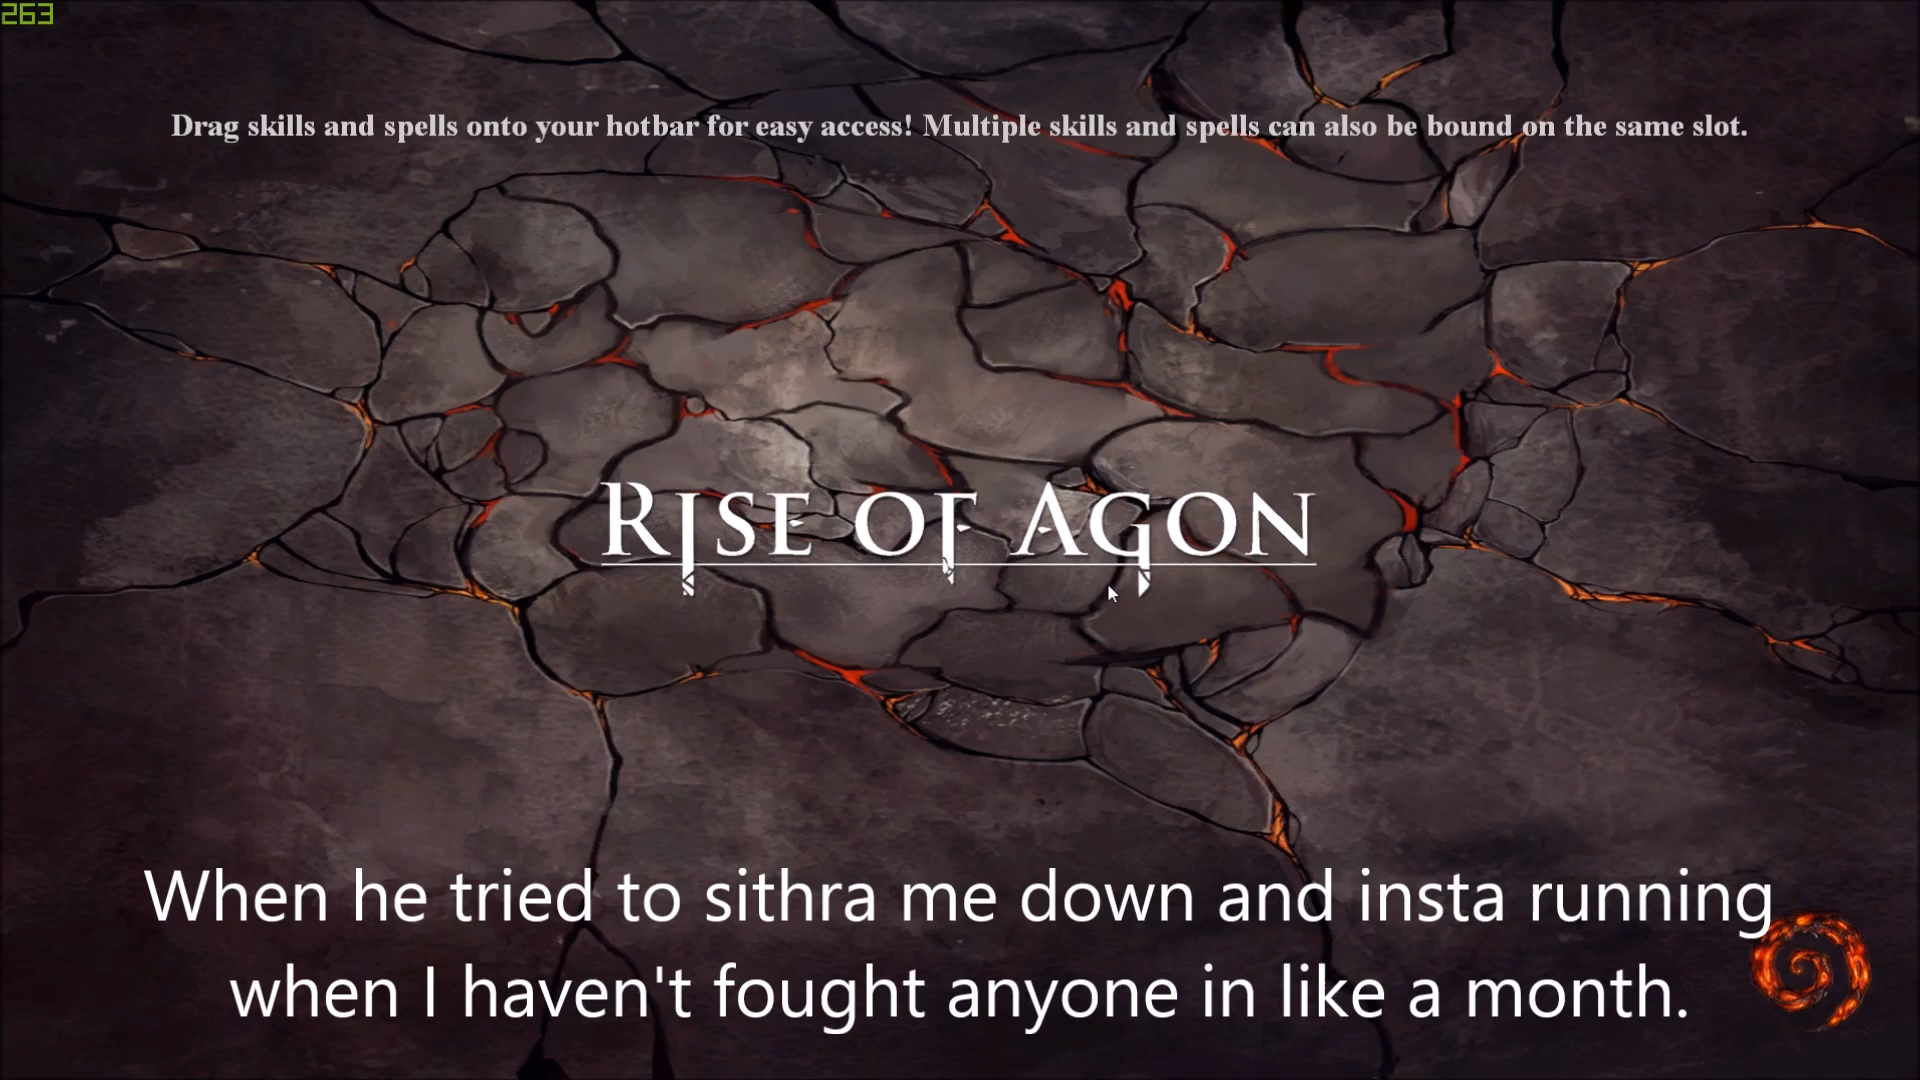 263
Drag skills and spells onto your hotbar for easy access! Multiple skills and spells can also be bound on the same slot.
RISE OF AGON
When he tried to sithra me down and insta running
when I haven't fought anyone in like a month.